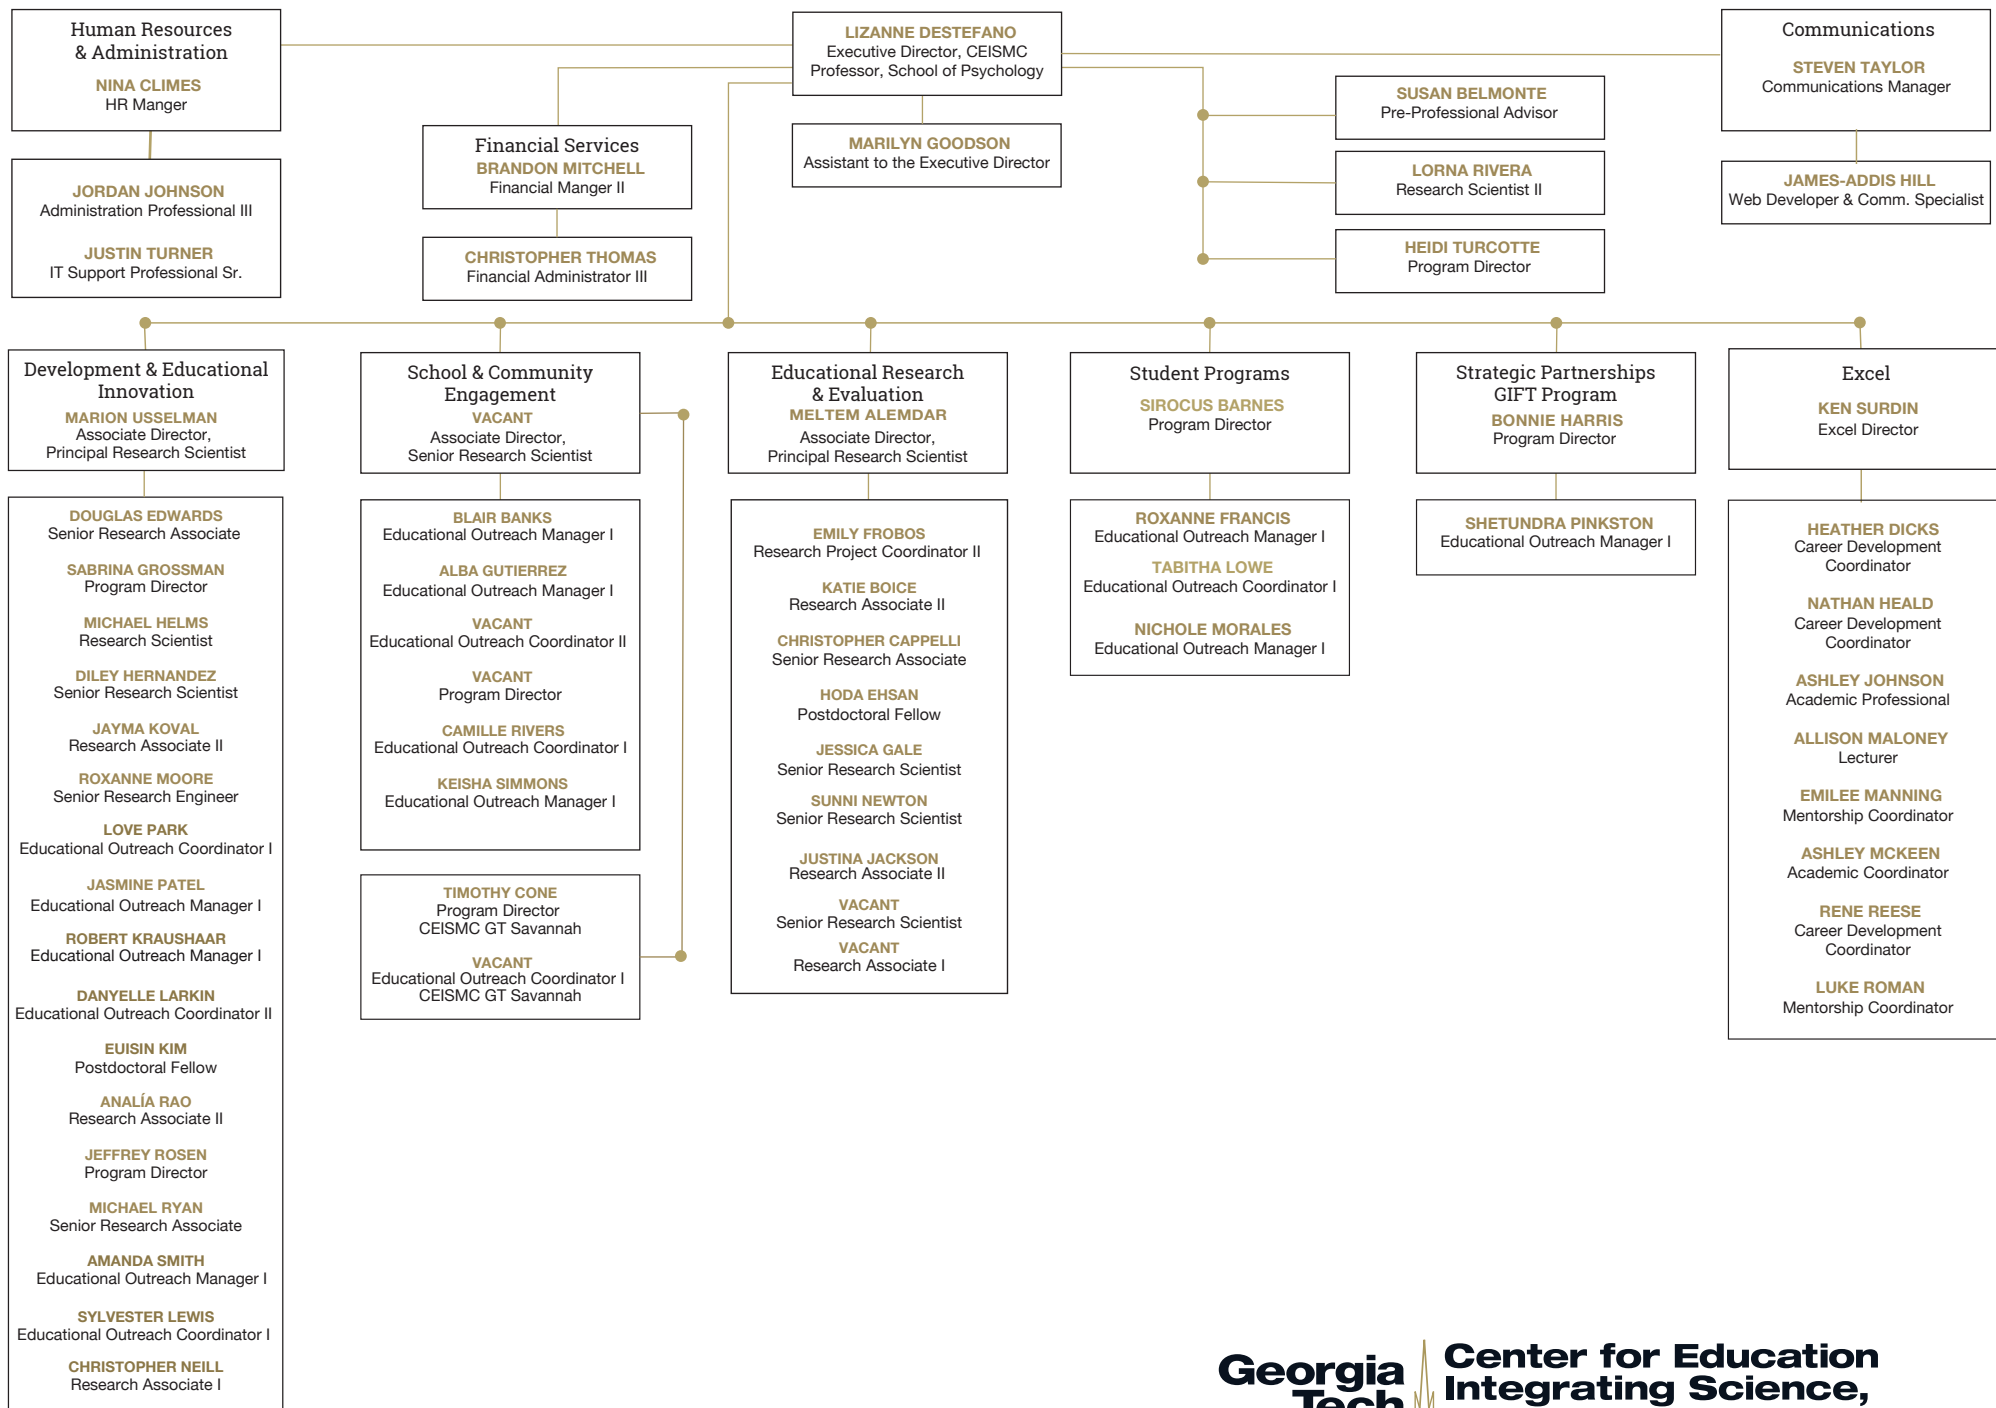 Human Resources
& Administration
NINA CLIMES
HR Manger
JORDAN JOHNSON
Administration Professional III
JUSTIN TURNER
IT Support Professional Sr.
Financial Services
BRANDON MITCHELL
Financial Manger II
CHRISTOPHER THOMAS
Financial Administrator III
LIZANNE DESTEFANO
Executive Director, CEISMC
Professor, School of Psychology
MARILYN GOODSON
Assistant to the Executive Director
SUSAN BELMONTE
Pre-Professional Advisor
LORNA RIVERA
Research Scientist II
HEIDI TURCOTTE
Program Director
Communications
STEVEN TAYLOR
Communications Manager
JAMES-ADDIS HILL
Web Developer & Comm. Specialist
Development & Educational
Innovation
MARION USSELMAN
Associate Director,
Principal Research Scientist
DOUGLAS EDWARDS
Senior Research Associate
SABRINA GROSSMAN
Program Director
MICHAEL HELMS
Research Scientist
DILEY HERNANDEZ
Senior Research Scientist
JAYMA KOVAL
Research Associate II
ROXANNE MOORE
Senior Research Engineer
LOVE PARK
Educational Outreach Coordinator I
JASMINE PATEL
Educational Outreach Manager I
ROBERT KRAUSHAAR
Educational Outreach Manager I
DANYELLE LARKIN
Educational Outreach Coordinator II
EUISIN KIM
Postdoctoral Fellow
ANALÍA RAO
Research Associate II
JEFFREY ROSEN
Program Director
MICHAEL RYAN
Senior Research Associate
AMANDA SMITH
Educational Outreach Manager I
SYLVESTER LEWIS
Educational Outreach Coordinator I
CHRISTOPHER NEILL
Research Associate I
School & Community
Engagement
VACANT
Associate Director,
Senior Research Scientist
BLAIR BANKS
Educational Outreach Manager I
ALBA GUTIERREZ
Educational Outreach Manager I
VACANT
Educational Outreach Coordinator II
VACANT
Program Director
CAMILLE RIVERS
Educational Outreach Coordinator I
KEISHA SIMMONS
Educational Outreach Manager I
TIMOTHY CONE
Program Director
CEISMC GT Savannah
VACANT
Educational Outreach Coordinator I
CEISMC GT Savannah
Educational Research
& Evaluation
MELTEM ALEMDAR
Associate Director,
Principal Research Scientist
EMILY FROBOS
Research Project Coordinator II
KATIE BOICE
Research Associate II
CHRISTOPHER CAPPELLI
Senior Research Associate
HODA EHSAN
Postdoctoral Fellow
JESSICA GALE
Senior Research Scientist
SUNNI NEWTON
Senior Research Scientist
JUSTINA JACKSON
Research Associate II
VACANT
Senior Research Scientist
VACANT
Research Associate I
Student Programs
SIROCUS BARNES
Program Director
ROXANNE FRANCIS
Educational Outreach Manager I
TABITHA LOWE
Educational Outreach Coordinator I
NICHOLE MORALES
Educational Outreach Manager I
Strategic Partnerships
GIFT Program
BONNIE HARRIS
Program Director
SHETUNDRA PINKSTON
Educational Outreach Manager I
Excel
KEN SURDIN
Excel Director
HEATHER DICKS
Career Development
Coordinator
NATHAN HEALD
Career Development
Coordinator
ASHLEY JOHNSON
Academic Professional
ALLISON MALONEY
Lecturer
EMILEE MANNING
Mentorship Coordinator
ASHLEY MCKEEN
Academic Coordinator
RENE REESE
Career Development
Coordinator
LUKE ROMAN
Mentorship Coordinator
Georgia
Tech
Center for Education
Integrating Science,